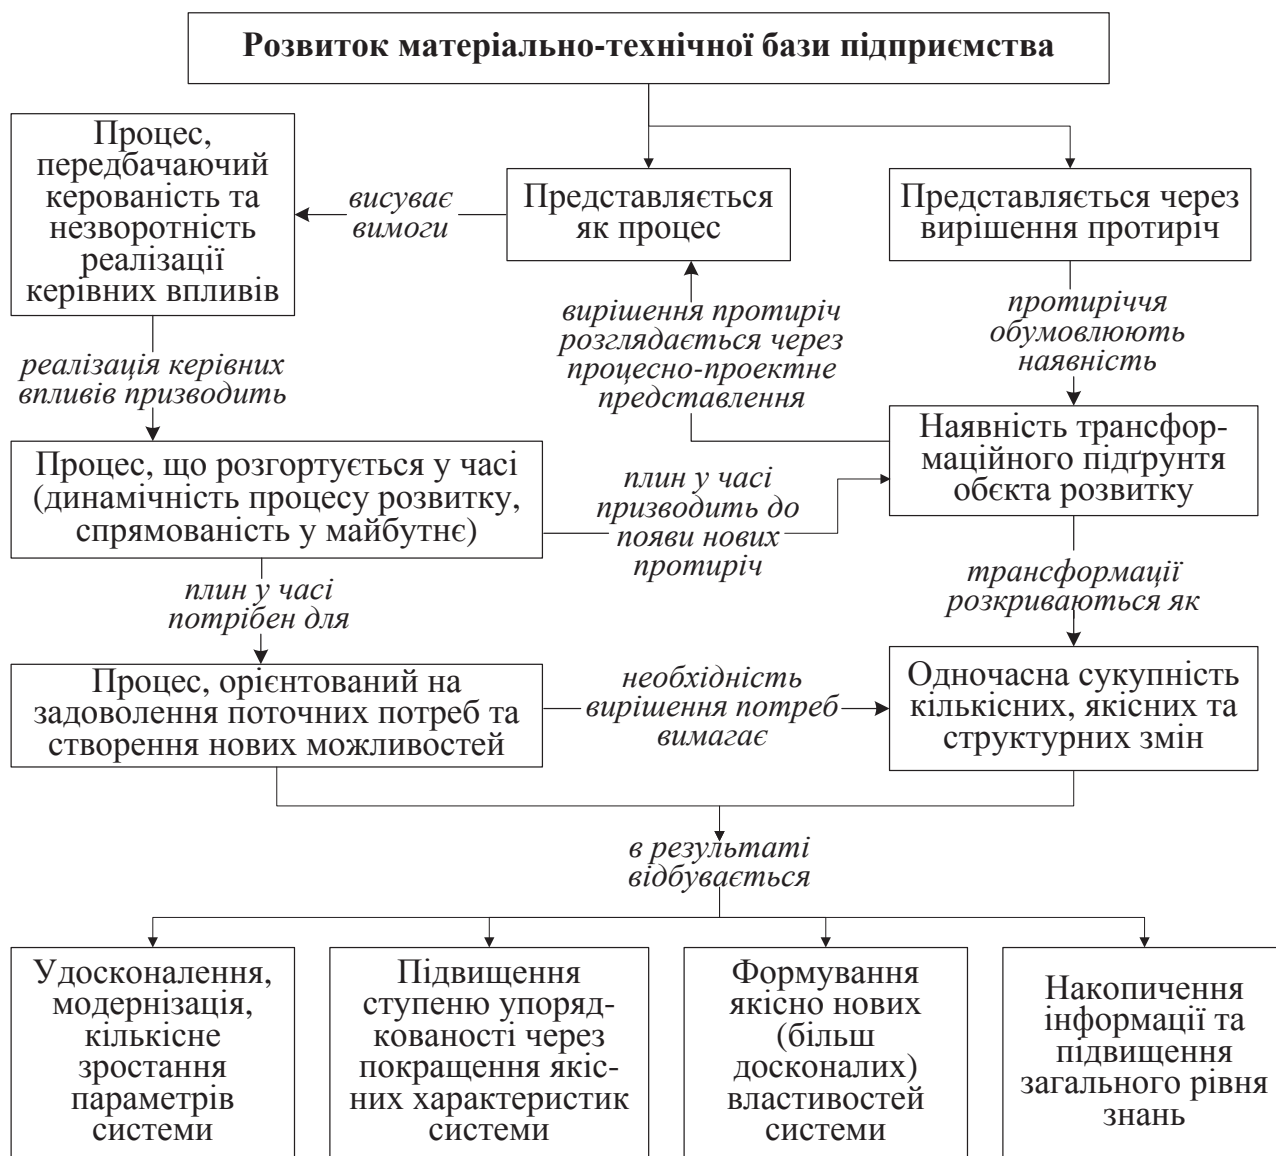 Розвиток матеріально-технічної бази підприємства
Процес,
передбачаючий
керованість та
незворотність
реалізації
керівних впливів
висуває
вимоги
Представляється
як процес
Представляється через
вирішення протиріч
реалізація керівних
впливів призводить
вирішення протиріч
розглядається через
процесно-проектне
представлення
протиріччя
обумовлюють
наявність
Процес, що розгортується у часі
(динамічність процесу розвитку,
спрямованість у майбутнє)
плин у часі
призводить до
появи нових
протиріч
Наявність трансфор-
маційного підґрунтя
обєкта розвитку
плин у часі
потрібен для
трансформації
розкриваються як
Процес, орієнтований на
задоволення поточних потреб та
створення нових можливостей
необхідність
вирішення потреб
вимагає
Одночасна сукупність
кількісних, якісних та
структурних змін
в результаті
відбувається
Удосконалення,
модернізація,
кількісне
зростання
параметрів
системи
Підвищення
ступеню упоряд-
кованості через
покращення якіс-
них характеристик
системи
Формування
якісно нових
(більш
досконалих)
властивостей
системи
Накопичення
інформації та
підвищення
загального рівня
знань